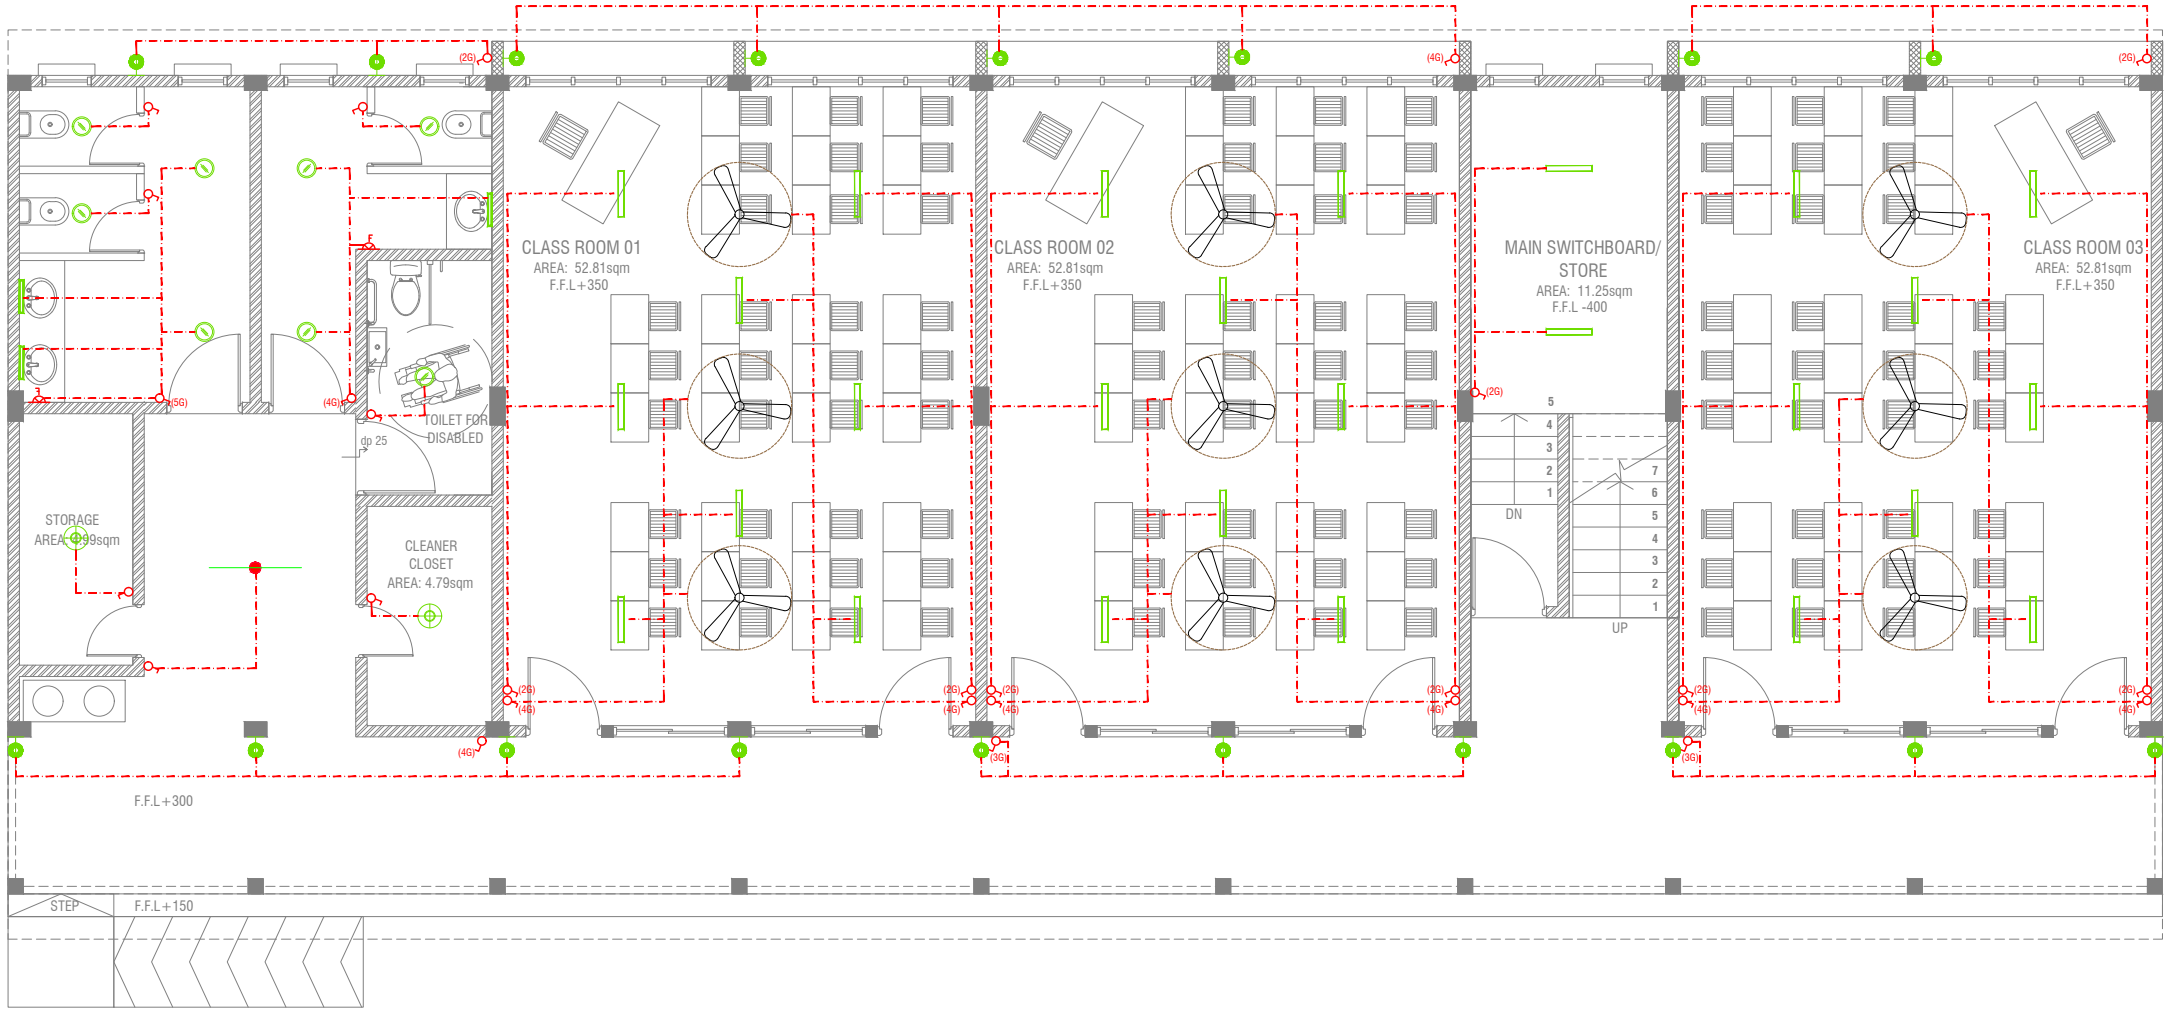 (2G)
(4G)
(2G)
CLASS ROOM 01
AREA: 52.81sqm
F.F.L+350
CLASS ROOM 02
AREA: 52.81sqm
F.F.L+350
MAIN SWITCHBOARD/
STORE
AREA: 11.25sqm
F.F.L -400
CLASS ROOM 03
AREA: 52.81sqm
F.F.L+350
(5G)
(4G)
(2G)
TOILET FOR
DISABLED
dp 25
5
4
3
2
1
DN
7
6
5
4
3
2
1
UP
STORAGE
CLEANER
CLOSET
AREA: 4.79sqm
(2G)
(4G)
(2G)
(4G)
(2G)
(4G)
(2G)
(4G)
(2G)
(4G)
(2G)
(4G)
(4G)
(3G)
(3G)
F.F.L+300
STEP
F.F.L+150